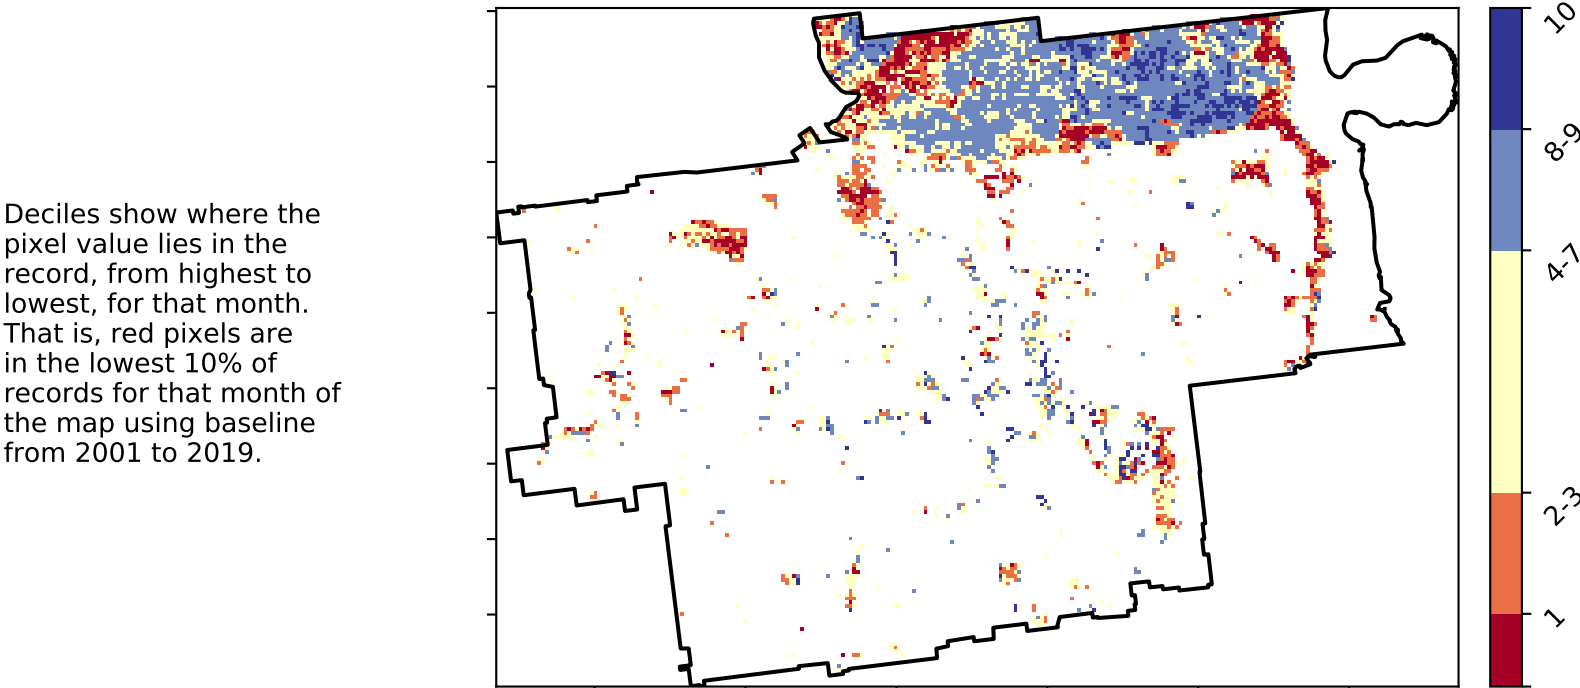 Deciles show where the
pixel value lies in the
record, from highest to
lowest, for that month.
That is, red pixels are
in the lowest 10% of
records for that month of
the map using baseline
from 2001 to 2019.
10
8-9
4-7
2-3
1